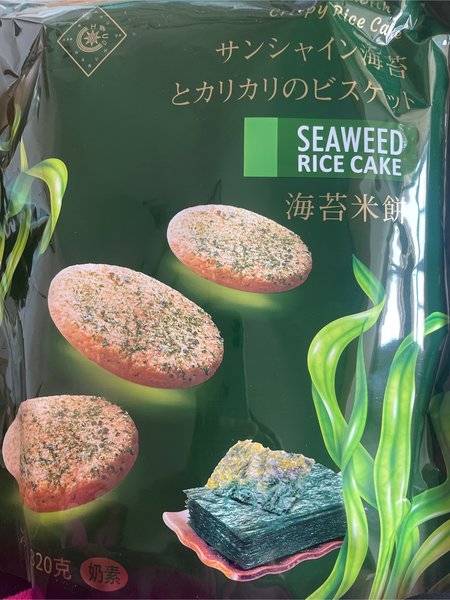 Crispy Rice Cake
サンシャイン海苔
とカリカリのビスケット
SEAWEED
RICE CAKE
海苔米餅
320克
奶素